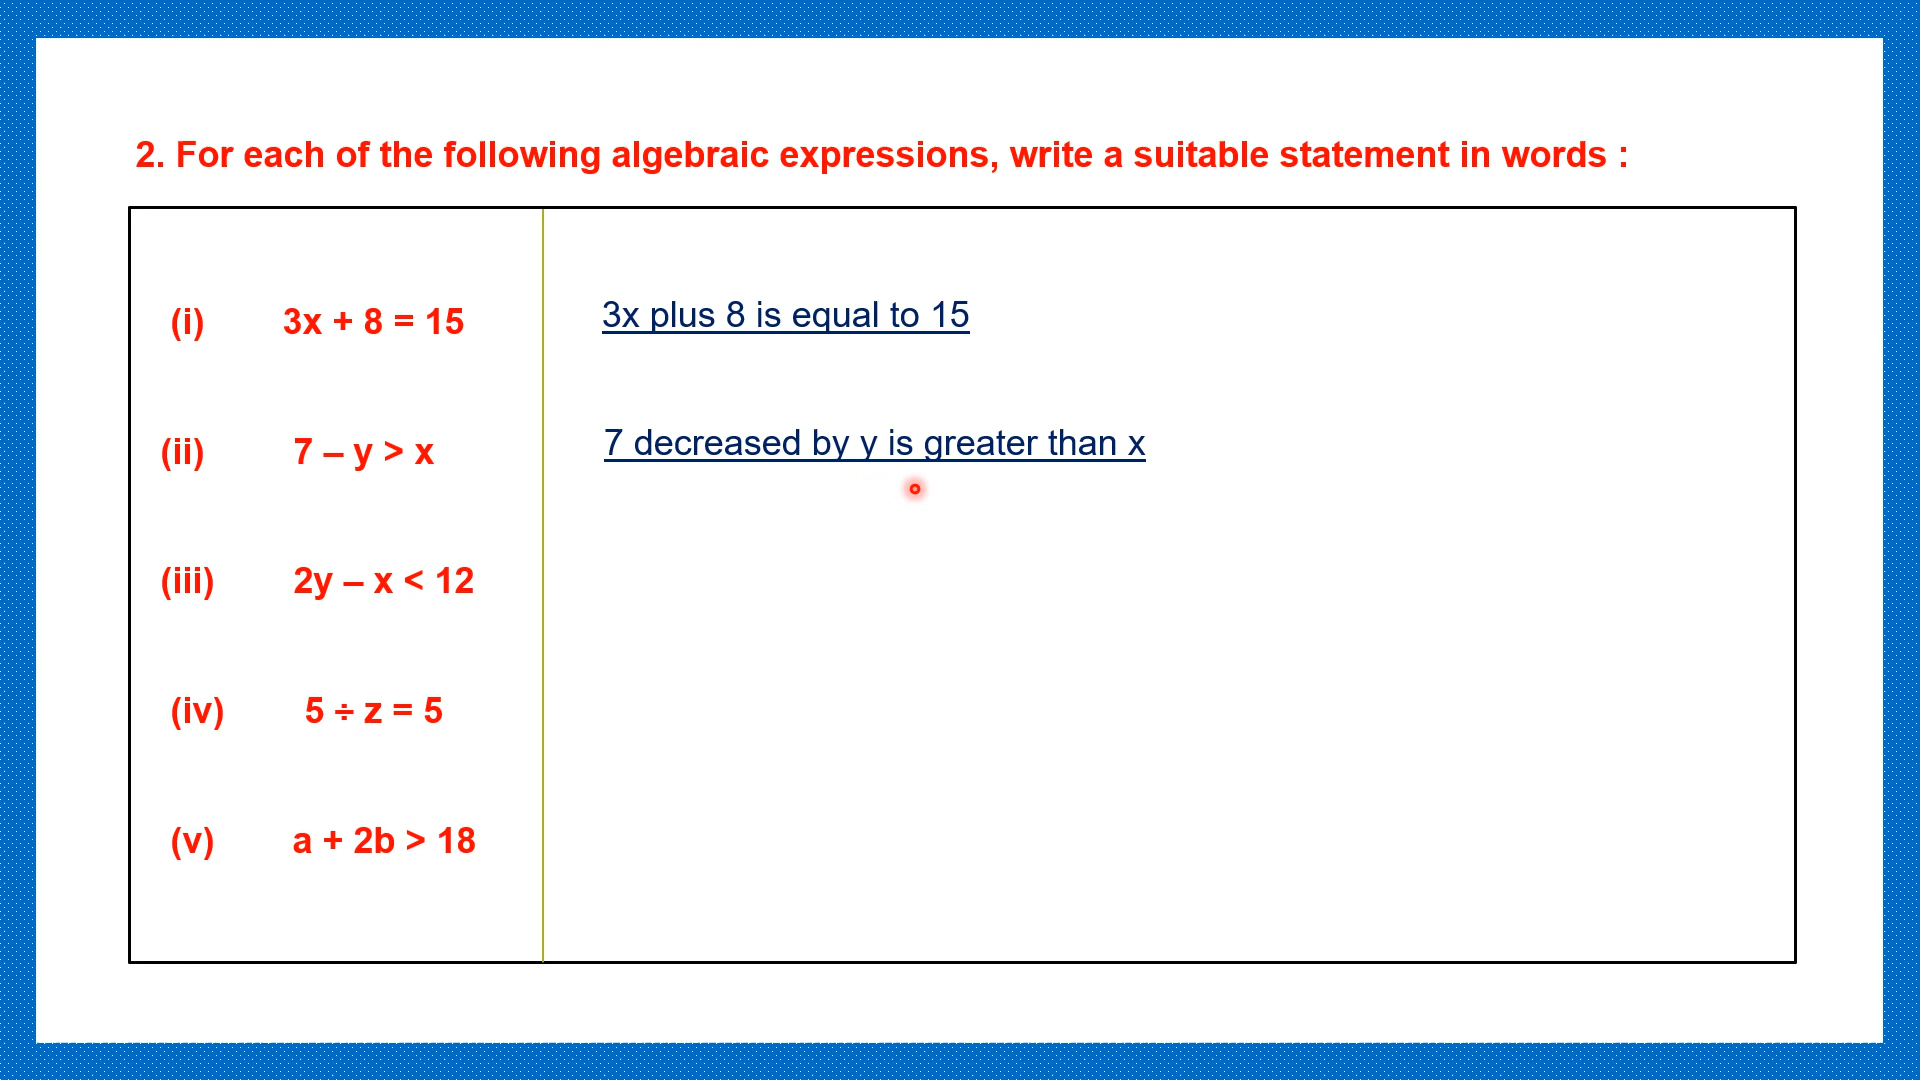 2. For each of the following algebraic expressions, write a suitable statement in words :
(i) 3x + 8 = 15 3x plus 8 is equal to 15
(ii) 7 – y > x 7 decreased by y is greater than x
(iii) 2y – x < 12
(iv) 5 ÷ z = 5
(v) a + 2b > 18